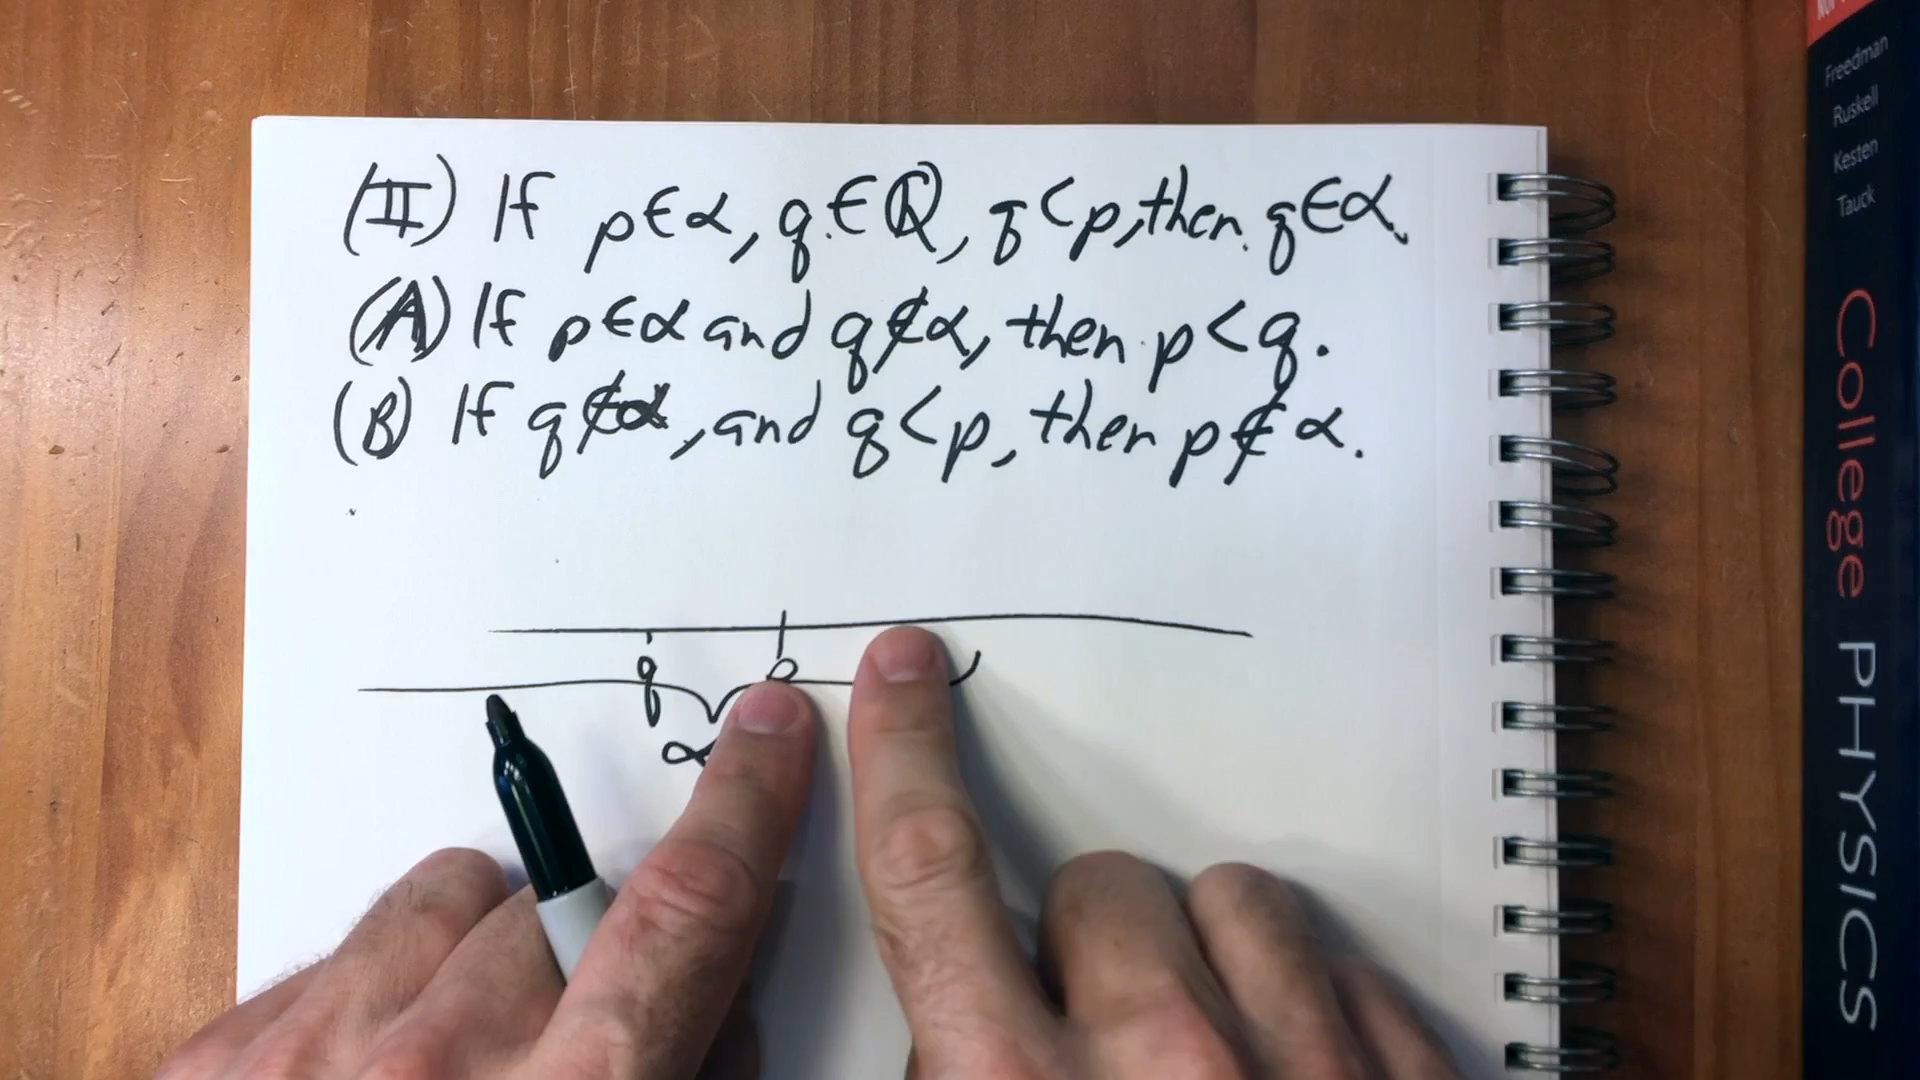 (II) If p∈α, q∈ℚ, q<p, then q∈α.
(A) If p∈α and q∉α, then p<q.
(B) If q∉α, and q<p, then p∉α.
q p
α
Freedman
Ruskell
Kesten
Tauck
College PHYSICS